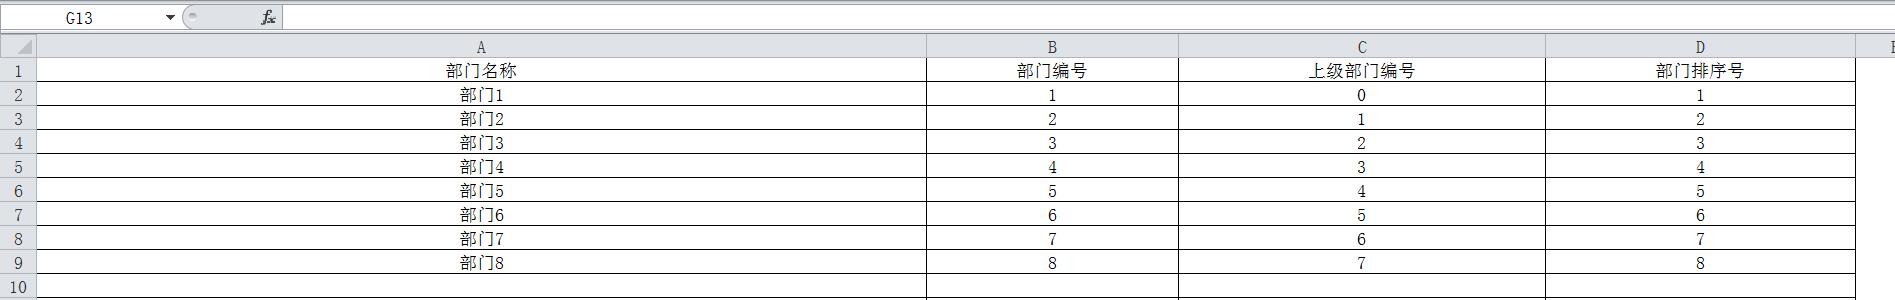 G13 fx
A B C D
1 部门名称 部门编号 上级部门编号 部门排序号
2 部门1 1 0 1
3 部门2 2 1 2
4 部门3 3 2 3
5 部门4 4 3 4
6 部门5 5 4 5
7 部门6 6 5 6
8 部门7 7 6 7
9 部门8 8 7 8
10